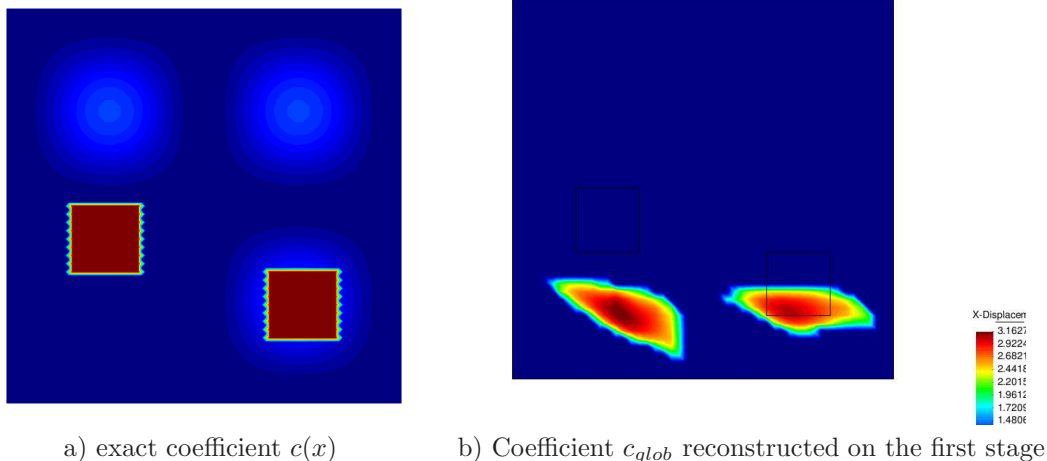 X-Displacem
3.1627
2.9224
2.6821
2.4418
2.2015
1.9612
1.7209
1.4806
a) exact coefficient c(x)
b) Coefficient c_glob reconstructed on the first stage